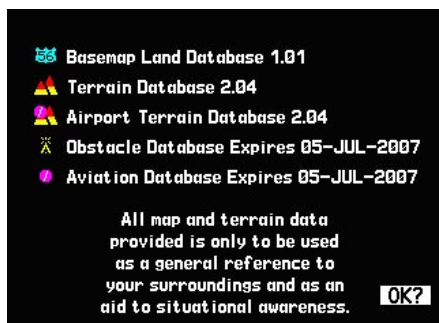 56 Basemap Land Database 1.01
Terrain Database 2.04
Airport Terrain Database 2.04
Obstacle Database Expires 05-JUL-2007
Aviation Database Expires 05-JUL-2007
All map and terrain data
provided is only to be used
as a general reference to
your surroundings and as an
aid to situational awareness.
OK?